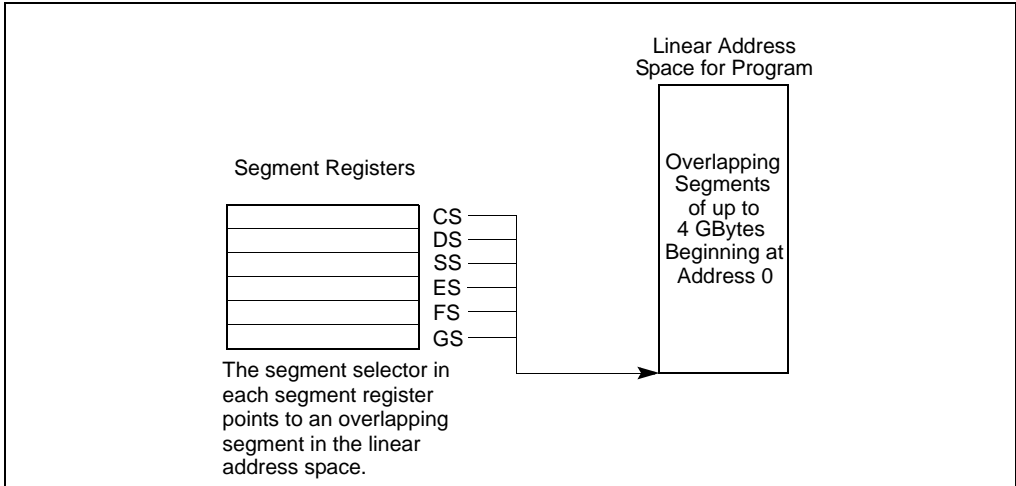 Linear Address
Space for Program
Overlapping
Segments
of up to
4 GBytes
Beginning at
Address 0
Segment Registers
CS
DS
SS
ES
FS
GS
The segment selector in
each segment register
points to an overlapping
segment in the linear
address space.